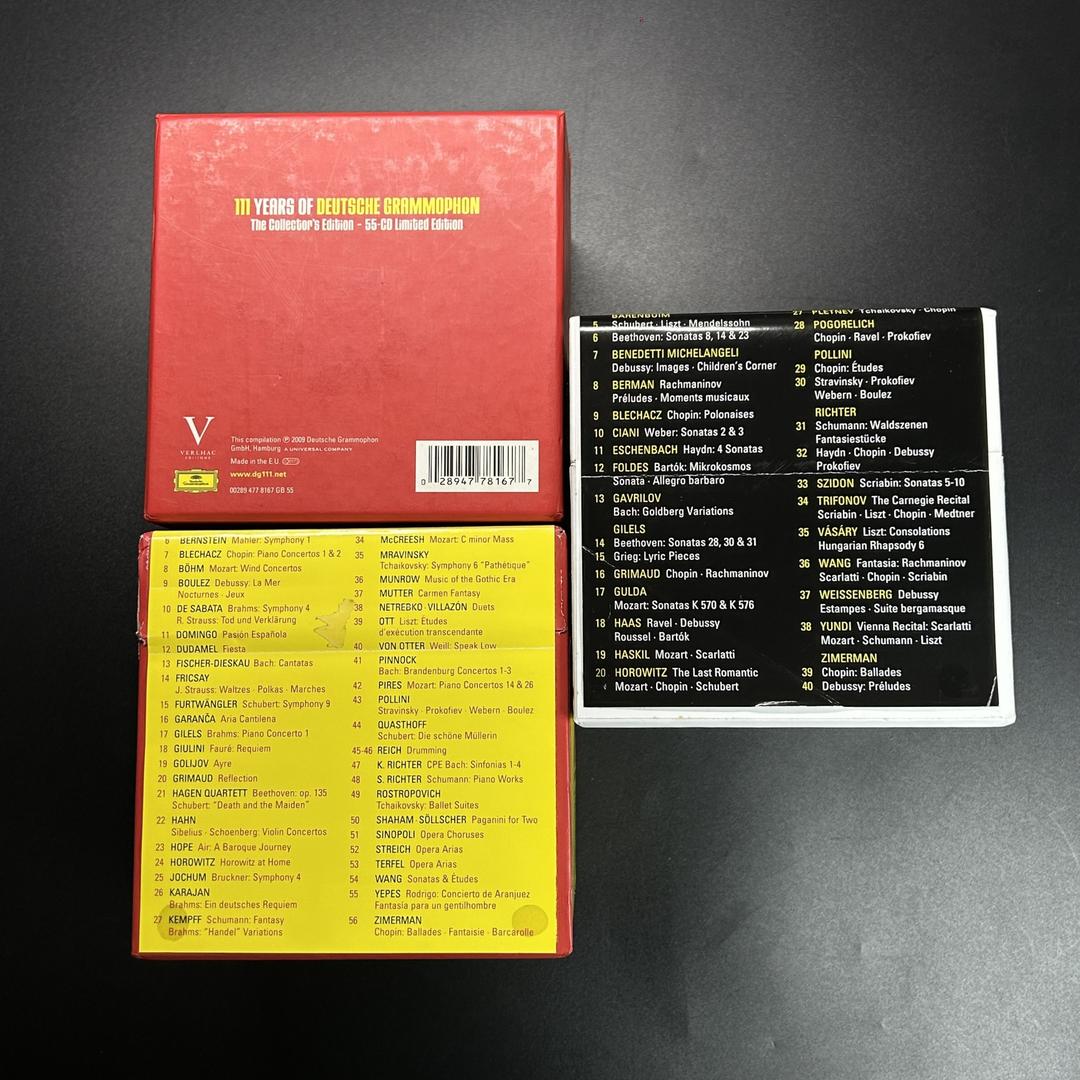 111 YEARS OF DEUTSCHE GRAMMOPHON
The Collector's Edition - 55-CD Limited Edition
V
VERLHAC
EDITIONS
This compilation ℗ 2009 Deutsche Grammophon
GmbH, Hamburg A UNIVERSAL COMPANY
Made in the E.U.
www.dg111.net
00289 477 8167 GB 55
Deutsche
Grammophon
0 28947 78167 7
BARENBOIM
5 Schubert · Liszt · Mendelssohn
6 Beethoven: Sonatas 8, 14 & 23
7 BENEDETTI MICHELANGELI
Debussy: Images · Children's Corner
8 BERMAN Rachmaninov
Préludes · Moments musicaux
9 BLECHACZ Chopin: Polonaises
10 CIANI Weber: Sonatas 2 & 3
11 ESCHENBACH Haydn: 4 Sonatas
12 FOLDES Bartók: Mikrokosmos
Sonata · Allegro barbaro
13 GAVRILOV
Bach: Goldberg Variations
GILELS
14 Beethoven: Sonatas 28, 30 & 31
15 Grieg: Lyric Pieces
16 GRIMAUD Chopin · Rachmaninov
17 GULDA
Mozart: Sonatas K 570 & K 576
18 HAAS Ravel · Debussy
Roussel · Bartók
19 HASKIL Mozart · Scarlatti
20 HOROWITZ The Last Romantic
Mozart · Chopin · Schubert
27 PLETNEV Tchaikovsky · Chopin
28 POGORELICH
Chopin · Ravel · Prokofiev
POLLINI
29 Chopin: Études
30 Stravinsky · Prokofiev
Webern · Boulez
RICHTER
31 Schumann: Waldszenen
Fantasiestücke
32 Haydn · Chopin · Debussy
Prokofiev
33 SZIDON Scriabin: Sonatas 5-10
34 TRIFONOV The Carnegie Recital
Scriabin · Liszt · Chopin · Medtner
35 VÁSÁRY Liszt: Consolations
Hungarian Rhapsody 6
36 WANG Fantasia: Rachmaninov
Scarlatti · Chopin · Scriabin
37 WEISSENBERG Debussy
Estampes · Suite bergamasque
38 YUNDI Vienna Recital: Scarlatti
Mozart · Schumann · Liszt
ZIMERMAN
39 Chopin: Ballades
40 Debussy: Préludes
6 BERNSTEIN Mahler: Symphony 1
7 BLECHACZ Chopin: Piano Concertos 1 & 2
8 BÖHM Mozart: Wind Concertos
9 BOULEZ Debussy: La Mer
Nocturnes · Jeux
10 DE SABATA Brahms: Symphony 4
R. Strauss: Tod und Verklärung
11 DOMINGO Pasión Española
12 DUDAMEL Fiesta
13 FISCHER-DIESKAU Bach: Cantatas
14 FRICSAY
J. Strauss: Waltzes · Polkas · Marches
15 FURTWÄNGLER Schubert: Symphony 9
16 GARANČA Aria Cantilena
17 GILELS Brahms: Piano Concerto 1
18 GIULINI Fauré: Requiem
19 GOLIJOV Ayre
20 GRIMAUD Reflection
21 HAGEN QUARTETT Beethoven: op. 135
Schubert: "Death and the Maiden"
22 HAHN
Sibelius · Schoenberg: Violin Concertos
23 HOPE Air: A Baroque Journey
24 HOROWITZ Horowitz at Home
25 JOCHUM Bruckner: Symphony 4
26 KARAJAN
Brahms: Ein deutsches Requiem
27 KEMPFF Schumann: Fantasy
Brahms: "Handel" Variations
34 McCREESH Mozart: C minor Mass
35 MRAVINSKY
Tchaikovsky: Symphony 6 "Pathétique"
36 MUNROW Music of the Gothic Era
37 MUTTER Carmen Fantasy
38 NETREBKO · VILLAZÓN Duets
39 OTT Liszt: Études
d'exécution transcendante
40 VON OTTER Weill: Speak Low
41 PINNOCK
Bach: Brandenburg Concertos 1-3
42 PIRES Mozart: Piano Concertos 14 & 26
43 POLLINI
Stravinsky · Prokofiev · Webern · Boulez
44 QUASTHOFF
Schubert: Die schöne Müllerin
45-46 REICH Drumming
47 K. RICHTER CPE Bach: Sinfonias 1-4
48 S. RICHTER Schumann: Piano Works
49 ROSTROPOVICH
Tchaikovsky: Ballet Suites
50 SHAHAM · SÖLLSCHER Paganini for Two
51 SINOPOLI Opera Choruses
52 STREICH Opera Arias
53 TERFEL Opera Arias
54 WANG Sonatas & Études
55 YEPES Rodrigo: Concierto de Aranjuez
Fantasía para un gentilhombre
56 ZIMERMAN
Chopin: Ballades · Fantaisie · Barcarolle